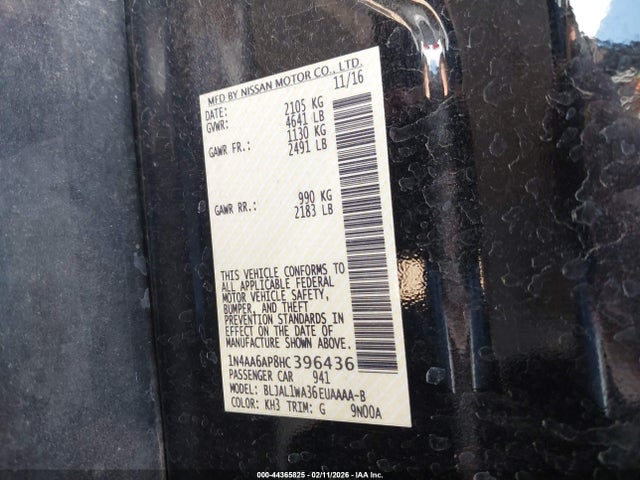 MFD BY NISSAN MOTOR CO., LTD.
DATE: 11/16
GVWR: 2105 KG
4641 LB
GAWR FR.: 1130 KG
2491 LB
GAWR RR.: 990 KG
2183 LB
THIS VEHICLE CONFORMS TO
ALL APPLICABLE FEDERAL
MOTOR VEHICLE SAFETY,
BUMPER, AND THEFT
PREVENTION STANDARDS IN
EFFECT ON THE DATE OF
MANUFACTURE SHOWN ABOVE.
1N4AA6AP8HC396436
PASSENGER CAR 941
MODEL: BLJAL1WA36EUAAAA-B
COLOR: KH3 TRIM: G 9N00A
000-44365825 - 02/11/2026 - IAA Inc.